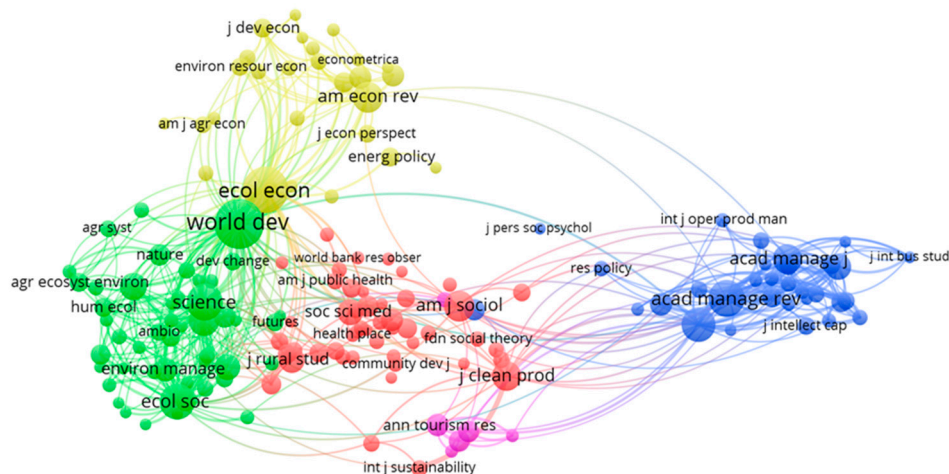 j dev econ
econometrica
environ resour econ
am econ rev
am j agr econ
j econ perspect
energ policy
ecol econ
world dev
agr syst
int j oper prod man
j pers soc psychol
nature
dev change
world bank res obser
acad manage j
j int bus stud
res policy
agr ecosyst environ
am j public health
hum ecol
science
am j sociol
acad manage rev
soc sci med
futures
ambio
health place
fdn social theory
j intellect cap
j rural stud
community dev j
environ manage
j clean prod
ecol soc
ann tourism res
int j sustainability